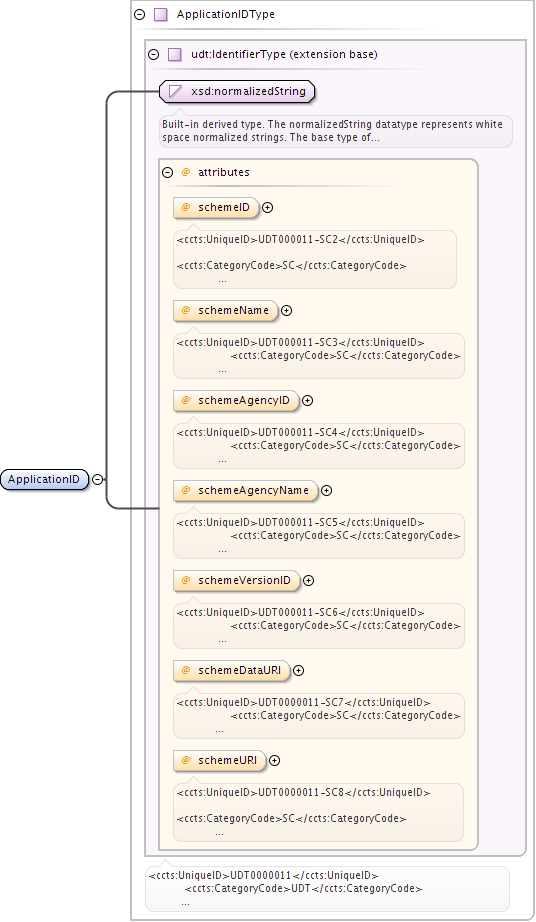 ApplicationIDType
udt:IdentifierType (extension base)
xsd:normalizedString
Built-in derived type. The normalizedString datatype represents white
space normalized strings. The base type of...
@ attributes
@ schemeID
<ccts:UniqueID>UDT000011-SC2</ccts:UniqueID>
<ccts:CategoryCode>SC</ccts:CategoryCode>
...
@ schemeName
<ccts:UniqueID>UDT0000011-SC3</ccts:UniqueID>
<ccts:CategoryCode>SC</ccts:CategoryCode>
...
@ schemeAgencyID
<ccts:UniqueID>UDT0000011-SC4</ccts:UniqueID>
<ccts:CategoryCode>SC</ccts:CategoryCode>
...
ApplicationID
@ schemeAgencyName
<ccts:UniqueID>UDT0000011-SC5</ccts:UniqueID>
<ccts:CategoryCode>SC</ccts:CategoryCode>
...
@ schemeVersionID
<ccts:UniqueID>UDT0000011-SC6</ccts:UniqueID>
<ccts:CategoryCode>SC</ccts:CategoryCode>
...
@ schemeDataURI
<ccts:UniqueID>UDT0000011-SC7</ccts:UniqueID>
<ccts:CategoryCode>SC</ccts:CategoryCode>
...
@ schemeURI
<ccts:UniqueID>UDT0000011-SC8</ccts:UniqueID>
<ccts:CategoryCode>SC</ccts:CategoryCode>
...
<ccts:UniqueID>UDT0000011</ccts:UniqueID>
<ccts:CategoryCode>UDT</ccts:CategoryCode>
...